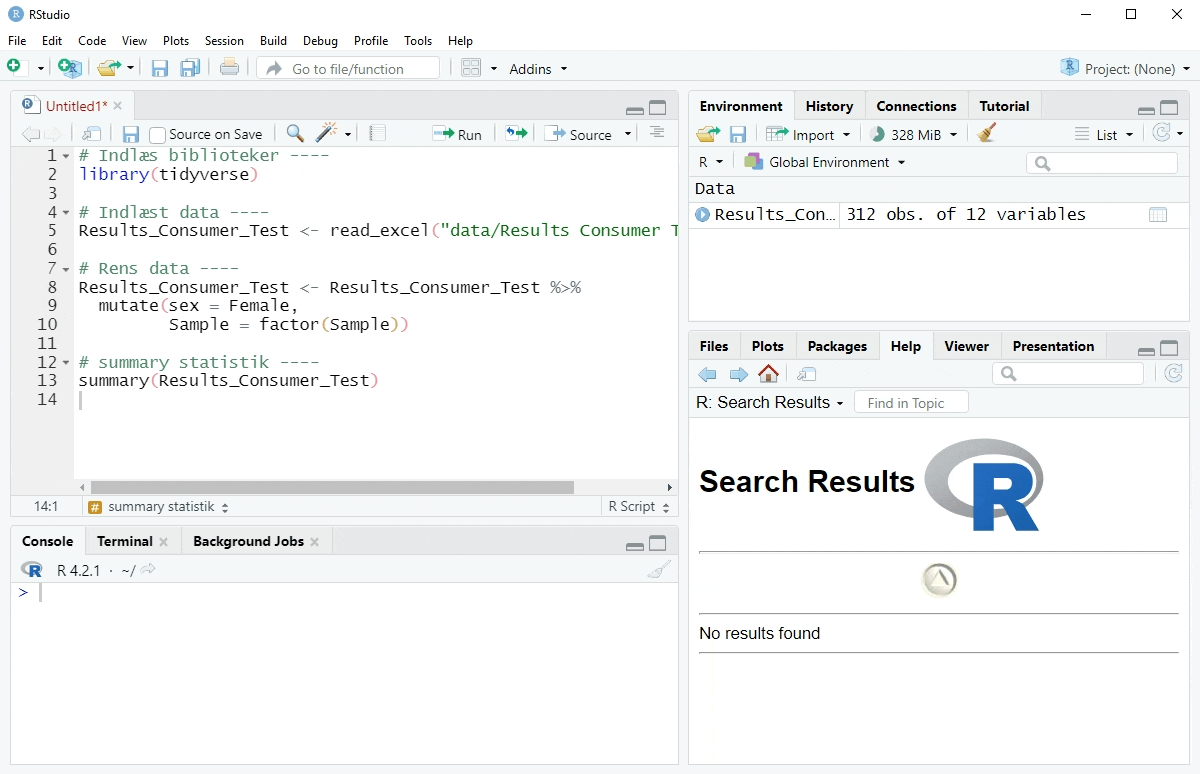 RStudio
File Edit Code View Plots Session Build Debug Profile Tools Help
Go to file/function Addins Project: (None)
Untitled1*
Source on Save Run Source
1 # Indlæs biblioteker ----
2 library(tidyverse)
3
4 # Indlæst data ----
5 Results_Consumer_Test <- read_excel("data/Results Consumer T
6
7 # Rens data ----
8 Results_Consumer_Test <- Results_Consumer_Test %>%
9 mutate(sex = Female,
10 Sample = factor(Sample))
11
12 # summary statistik ----
13 summary(Results_Consumer_Test)
14
14:1 # summary statistik R Script
Console Terminal Background Jobs
R R 4.2.1 · ~/
>
Environment History Connections Tutorial
Import 328 MiB List
R Global Environment
Data
Results_Con… 312 obs. of 12 variables
Files Plots Packages Help Viewer Presentation
R: Search Results Find in Topic
Search Results R
No results found